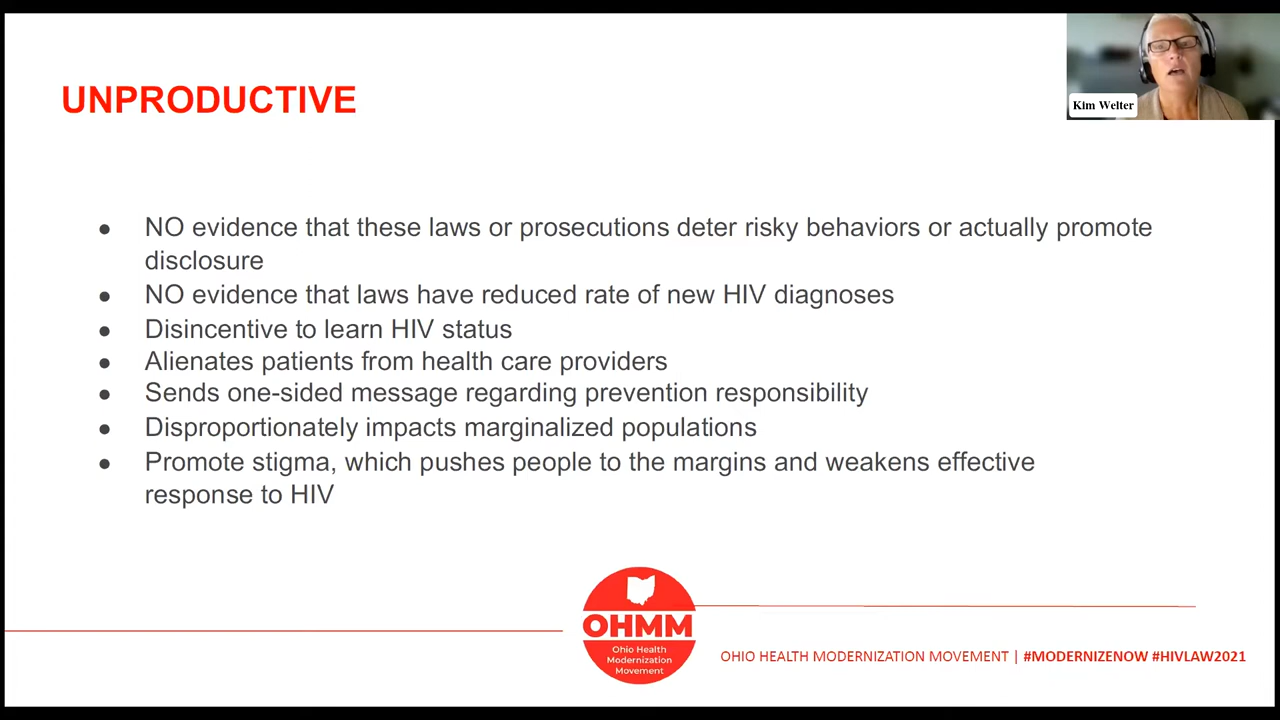 Kim Welter
UNPRODUCTIVE
● NO evidence that these laws or prosecutions deter risky behaviors or actually promote
disclosure
● NO evidence that laws have reduced rate of new HIV diagnoses
● Disincentive to learn HIV status
● Alienates patients from health care providers
● Sends one-sided message regarding prevention responsibility
● Disproportionately impacts marginalized populations
● Promote stigma, which pushes people to the margins and weakens effective
response to HIV
OHMM
Ohio Health
Modernization
Movement
OHIO HEALTH MODERNIZATION MOVEMENT | #MODERNIZENOW #HIVLAW2021